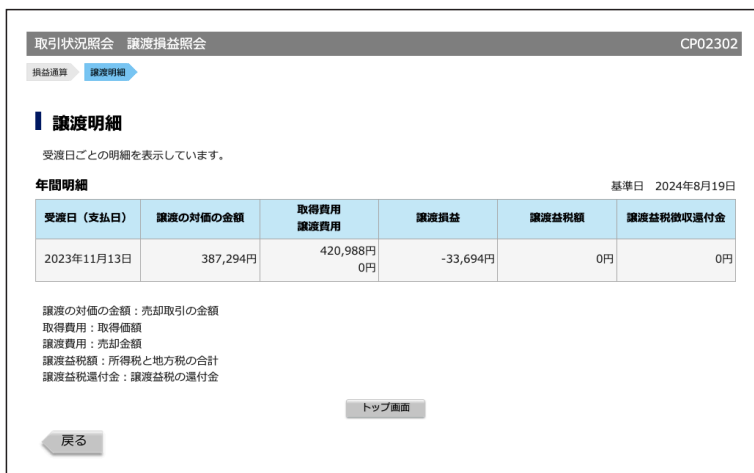 取引状況照会　譲渡損益照会 CP02302
損益通算 譲渡明細
譲渡明細
受渡日ごとの明細を表示しています。
年間明細 基準日　2024年8月19日
受渡日（支払日） 譲渡の対価の金額 取得費用 譲渡損益 譲渡益税額 譲渡益税徴収還付金
譲渡費用
2023年11月13日 387,294円 420,988円 -33,694円 0円 0円
0円
譲渡の対価の金額：売却取引の金額
取得費用：取得価額
譲渡費用：売却金額
譲渡益税額：所得税と地方税の合計
譲渡益税還付金：譲渡益税の還付金
トップ画面
戻る